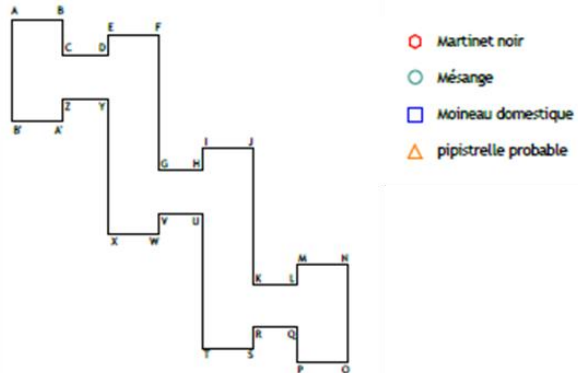 A B
E F
C D
Martinet noir
Mésange
Z Y
Moineau domestique
B' A'
I J
pipistrelle probable
G H
V U
X W
M N
K L
R Q
T S
P O